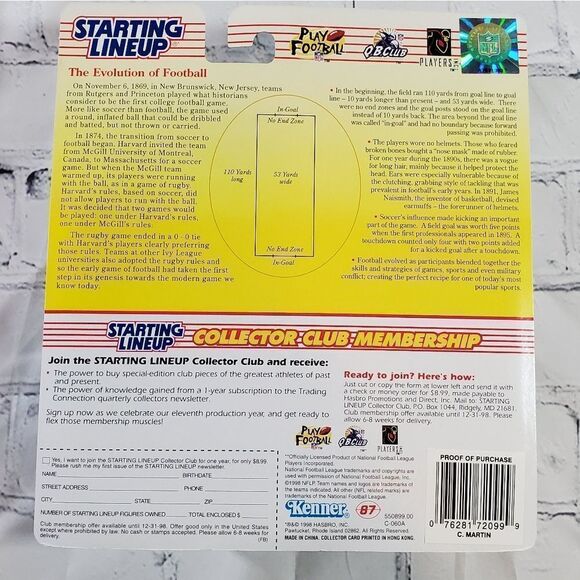 STARTING
LINEUP
PLAY
FOOTBALL
QB CLUB
PLAYERS
NFL
The Evolution of Football
On November 6, 1869, in New Brunswick, New Jersey, teams
from Rutgers and Princeton played what historians
consider to be the first college football game.
More like soccer than football, the game used
a round, inflated ball that could be dribbled
and batted, but not thrown or carried.
In 1874, the transition from soccer to
football began. Harvard invited the team
from McGill University of Montreal,
Canada, to Massachusetts for a soccer
game. But when the McGill team
warmed up, its players were running
with the ball, as in a game of rugby.
Harvard's rules, based on soccer, did
not allow players to run with the ball.
It was decided that two games would
be played: one under Harvard's rules,
one under McGill's rules.
The rugby game ended in a 0 - 0 tie
with Harvard's players clearly preferring
those rules. Teams at other Ivy League
universities also adopted the rugby rules and
so the early game of football had taken the first
step in its genesis towards the modern game we
know today.
In-Goal
No End Zone
110 Yards
long
53 Yards
wide
No End Zone
In-Goal
• In the beginning, the field ran 110 yards from goal line to goal
line – 10 yards longer than present – and 53 yards wide. There
were no end zones and the goal posts stood on the goal line
instead of 10 yards back. The area beyond the goal line
was called "in-goal" and had no boundary because forward
passing was prohibited.
• The players wore no helmets. Those who feared
broken bones bought a "nose mask" made of rubber.
For one year during the 1890s, there was a vogue
for long hair, mainly because it helped protect the
head. Ears were especially vulnerable because of
the clutching, grabbing style of tackling that was
prevalent in football's early years. In 1891, James
Naismith, the inventor of basketball, devised
earmuffs – the forerunner of helmets.
• Soccer's influence made kicking an important
part of the game. A field goal was worth five points
when the first professionals appeared in 1895. A
touchdown counted only four with two points added
for a kicked goal after a touchdown.
• Football evolved as participants blended together the
skills and strategies of games, sports and even military
conflict; creating the perfect recipe for one of today's most
popular sports.
STARTING
LINEUP
COLLECTOR CLUB MEMBERSHIP
Join the STARTING LINEUP Collector Club and receive:
• The power to buy special-edition club pieces of the greatest athletes of past
and present.
• The power of knowledge gained from a 1-year subscription to the Trading
Connection quarterly collectors newsletter.
Sign up now as we celebrate our eleventh production year, and get ready to
flex those membership muscles!
Ready to join? Here's how:
Just cut or copy the form at lower left and send it with
a check or money order for $8.99, made payable to
Hasbro Promotions and Direct, Inc. Mail to: STARTING
LINEUP Collector Club, P.O. Box 1044, Ridgely, MD 21681.
Club membership offer available until 12-31-98. Please
allow 6-8 weeks for delivery.
PLAY
FOOTBALL
QB CLUB
PLAYERS
Yes, I want to join the STARTING LINEUP Collector Club for one year, for only $8.99.
Please rush me my first issue of the STARTING LINEUP newsletter.
NAME BIRTHDATE
STREET ADDRESS PHONE
CITY STATE ZIP
NUMBER OF STARTING LINEUP FIGURES OWNED TOTAL ENCLOSED $
Club membership offer available until 12-31-98. Offer good only in the United States
except where prohibited by law. No cash or stamps accepted. Please allow 6-8 weeks for
delivery. (FB)
™Officially Licensed Product of National Football League
Players Incorporated.
National Football League trademarks and copyrights are
used with permission of National Football League, Inc.
©1998 NFLP Team names and logos are trademarks of
the teams indicated. All other (NFL related) marks are
trademarks of the National Football League.
Kenner
87
550899.00
C-060A
®*&© 1998 HASBRO, INC.
Pawtucket, Rhode Island 02862. All Rights Reserved.
MADE IN CHINA. COLLECTOR CARD PRINTED IN HONG KONG.
PROOF OF PURCHASE
0 76281 72099 9
C. MARTIN